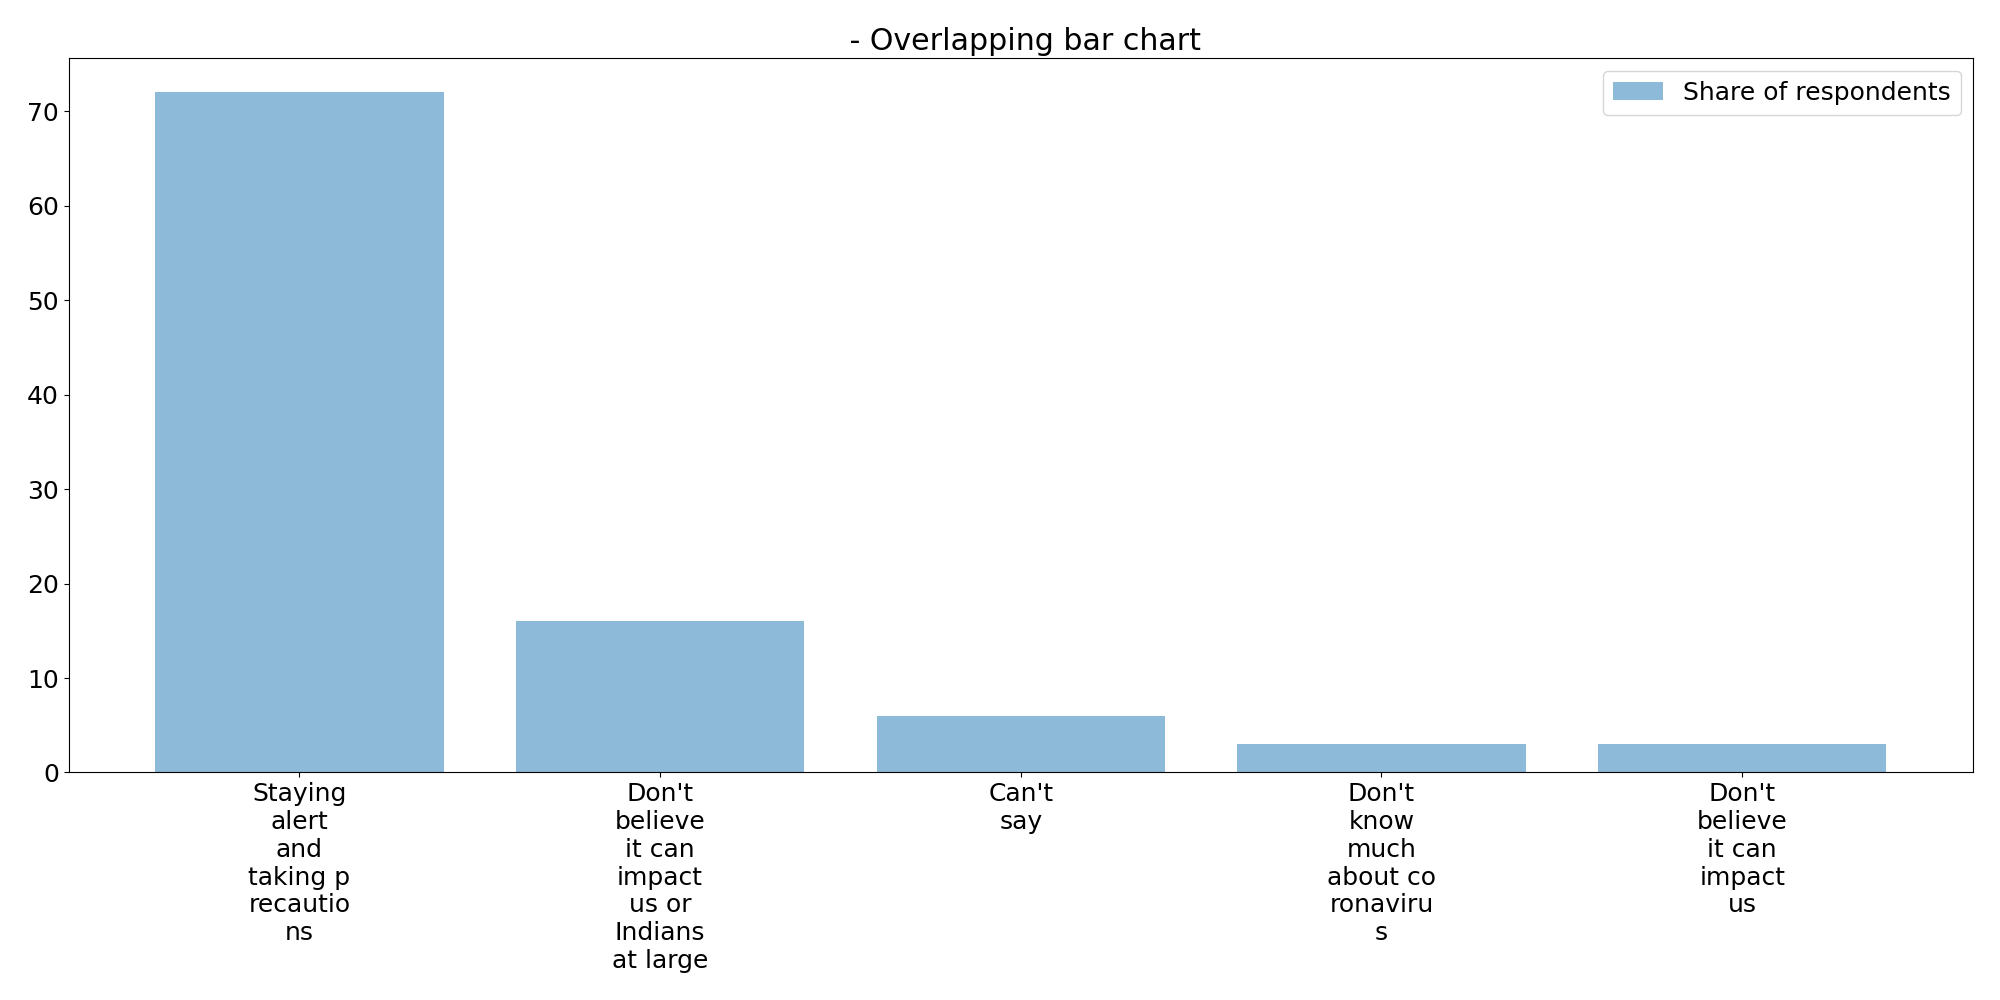 - Overlapping bar chart
Share of respondents
70
60
50
40
30
20
10
0
Staying
alert
and
taking p
recautio
ns
Don't
believe
it can
impact
us or
Indians
at large
Can't
say
Don't
know
much
about co
ronaviru
s
Don't
believe
it can
impact
us